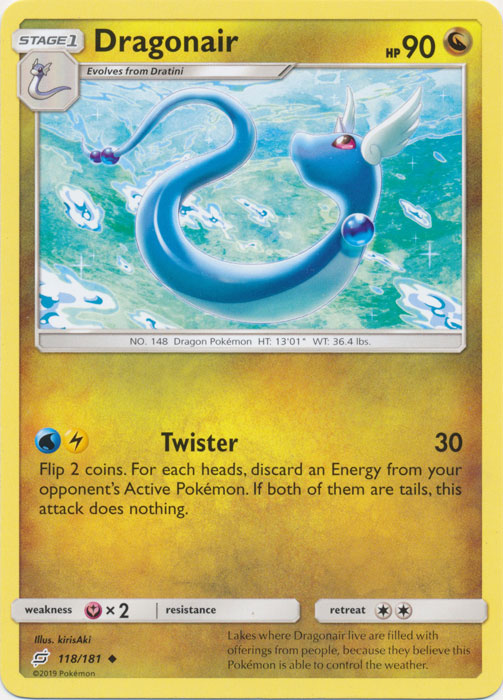 STAGE1 Dragonair HP 90
Evolves from Dratini
NO. 148 Dragon Pokémon HT: 13'01" WT: 36.4 lbs.
Twister 30
Flip 2 coins. For each heads, discard an Energy from your
opponent's Active Pokémon. If both of them are tails, this
attack does nothing.
weakness × 2 resistance retreat
Illus. kirisAki
118/181
©2019 Pokémon
Lakes where Dragonair live are filled with
offerings from people, because they believe this
Pokémon is able to control the weather.